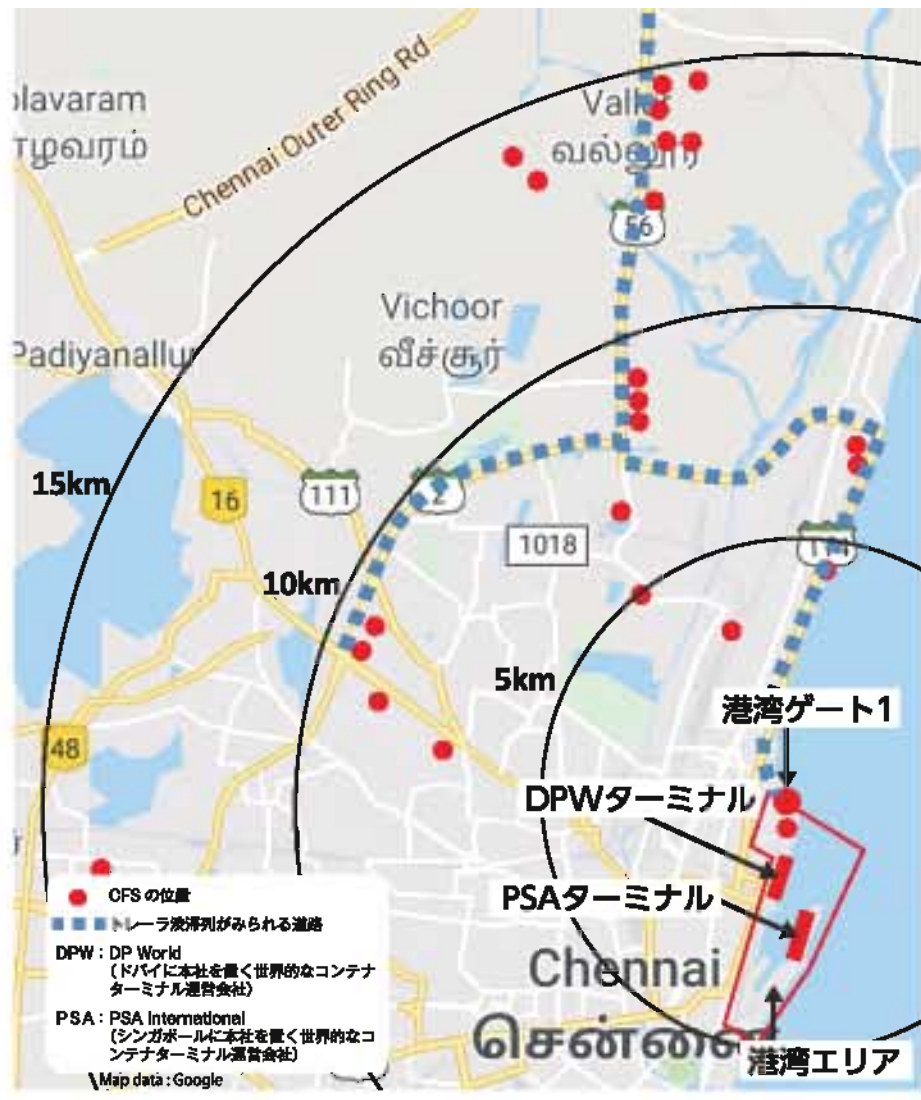 olavaram
ாழவரம்
Chennai Outer Ring Rd
வல்லூர்
56
Vichoor
வீச்சூர்
Padiyanallur
15km
16
111
2
1018
10km
114
5km
港湾ゲート1
48
DPWターミナル
PSAターミナル
CFSの位置
トレーラ渋滞列がみられる道路
DPW：DP World
（ドバイに本社を置く世界的なコンテナ
ターミナル運営会社）
PSA：PSA International
（シンガポールに本社を置く世界的なコ
ンテナターミナル運営会社）
Map data : Google
Chennai
港湾エリア